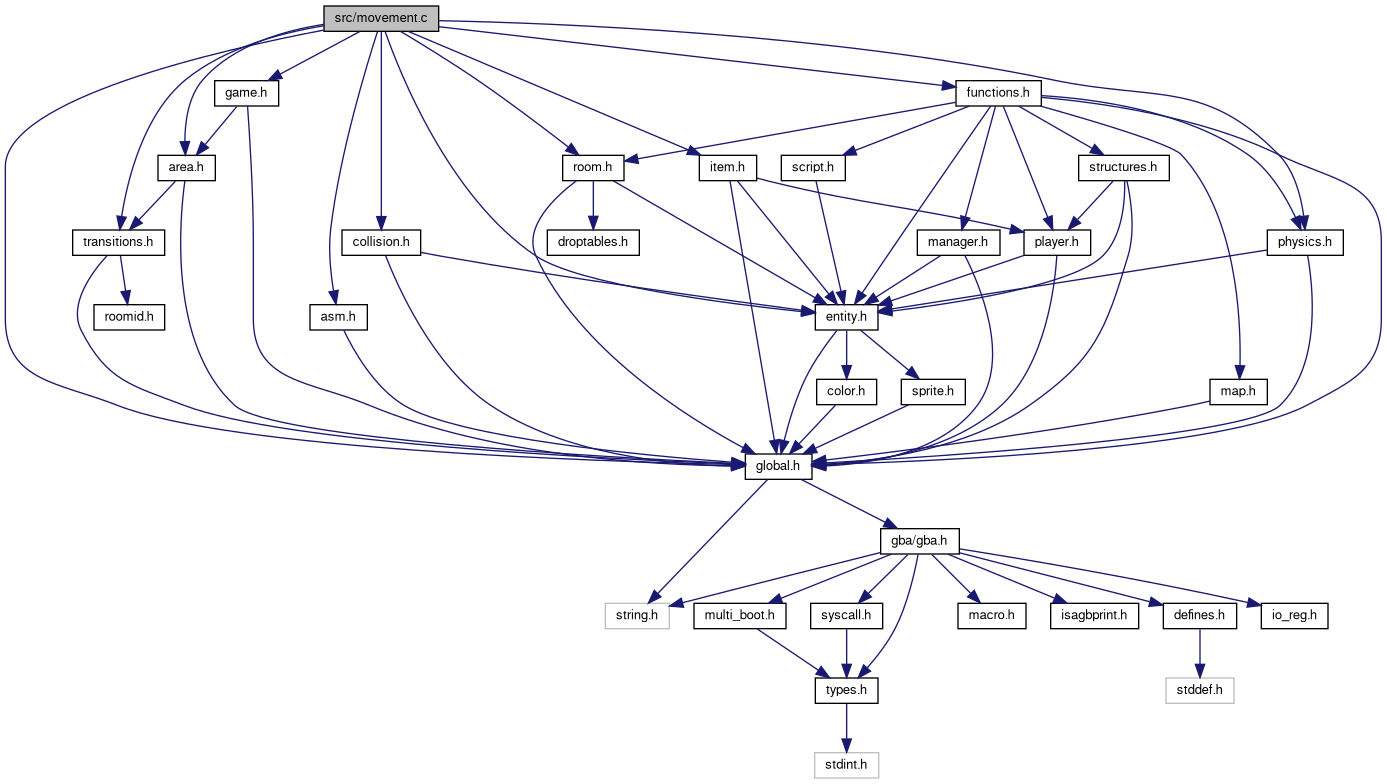 src/movement.c
game.h
functions.h
area.h
room.h
item.h
script.h
structures.h
transitions.h
collision.h
droptables.h
manager.h
player.h
physics.h
roomid.h
asm.h
entity.h
color.h
sprite.h
map.h
global.h
gba/gba.h
string.h
multi_boot.h
syscall.h
macro.h
isagbprint.h
defines.h
io_reg.h
types.h
stddef.h
stdint.h